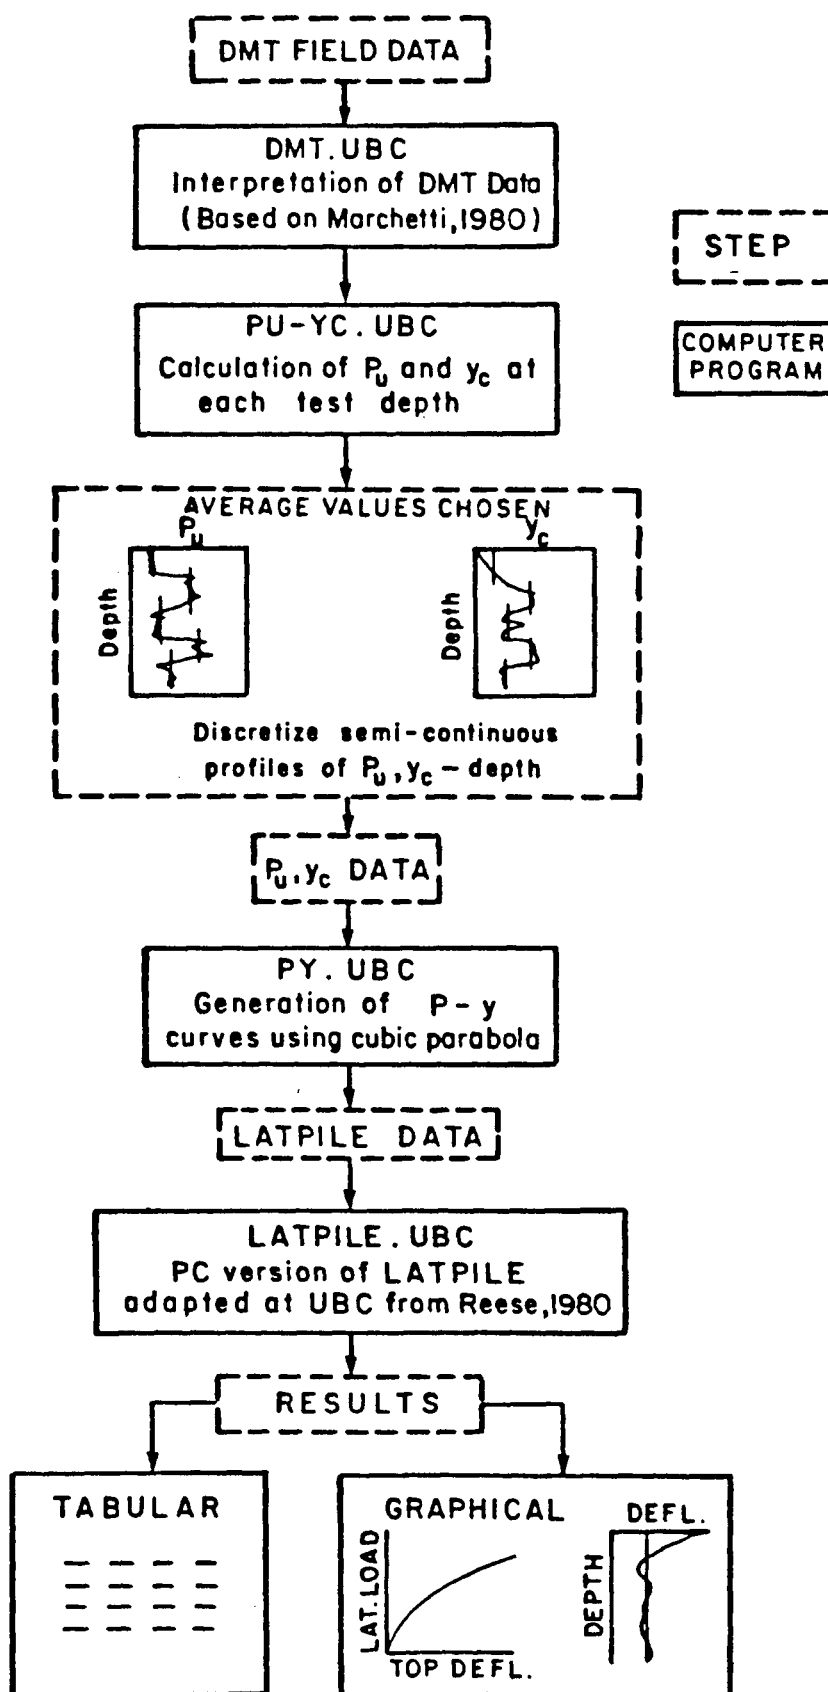 DMT FIELD DATA
DMT.UBC
Interpretation of DMT Data
(Based on Marchetti,1980)
STEP
PU-YC.UBC
Calculation of Pu and yc at
each test depth
COMPUTER
PROGRAM
AVERAGE VALUES CHOSEN
Pu
yc
Depth
Depth
Discretize semi-continuous
profiles of Pu,yc-depth
Pu,yc DATA
PY.UBC
Generation of P-y
curves using cubic parabola
LATPILE DATA
LATPILE.UBC
PC version of LATPILE
adapted at UBC from Reese,1980
RESULTS
TABULAR
GRAPHICAL
DEFL.
LAT.LOAD
DEPTH
TOP DEFL.